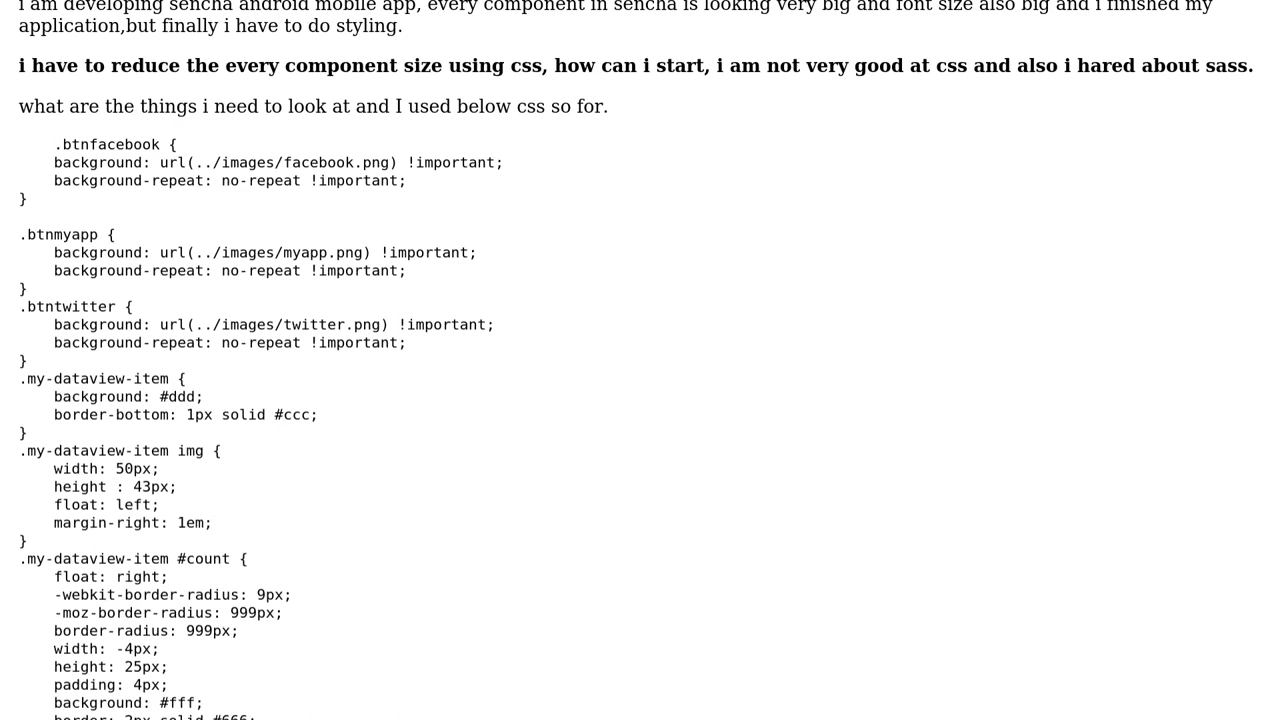 i am developing sencha android mobile app, every component in sencha is looking very big and font size also big and i finished my
application,but finally i have to do styling.
i have to reduce the every component size using css, how can i start, i am not very good at css and also i hared about sass.
what are the things i need to look at and I used below css so for.
.btnfacebook {
background: url(../images/facebook.png) !important;
background-repeat: no-repeat !important;
}
.btnmyapp {
background: url(../images/myapp.png) !important;
background-repeat: no-repeat !important;
}
.btntwitter {
background: url(../images/twitter.png) !important;
background-repeat: no-repeat !important;
}
.my-dataview-item {
background: #ddd;
border-bottom: 1px solid #ccc;
}
.my-dataview-item img {
width: 50px;
height : 43px;
float: left;
margin-right: 1em;
}
.my-dataview-item #count {
float: right;
-webkit-border-radius: 9px;
-moz-border-radius: 999px;
border-radius: 999px;
width: -4px;
height: 25px;
padding: 4px;
background: #fff;
border: 2px solid #666;